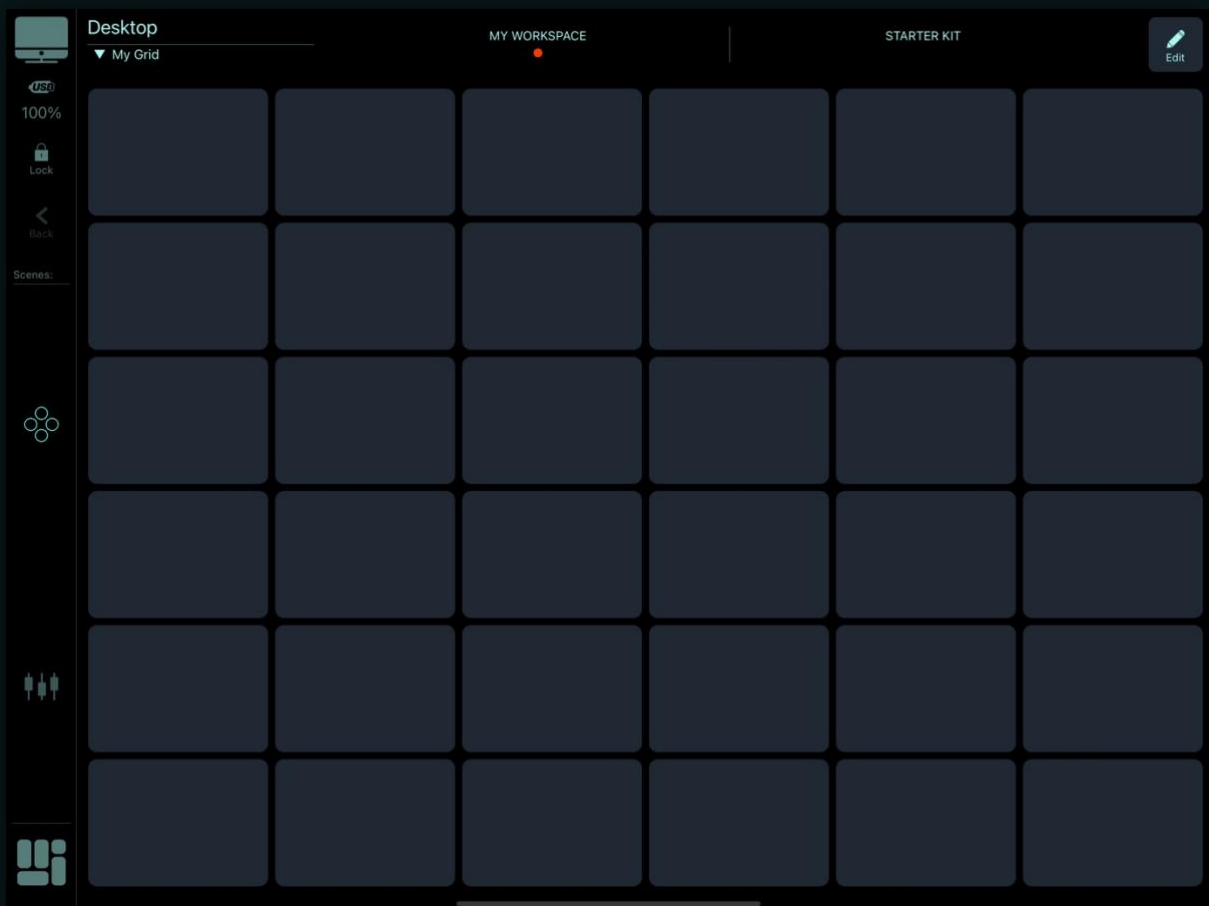 Desktop
▼ My Grid
MY WORKSPACE
STARTER KIT
Edit
USB
100%
Lock
Back
Scenes: